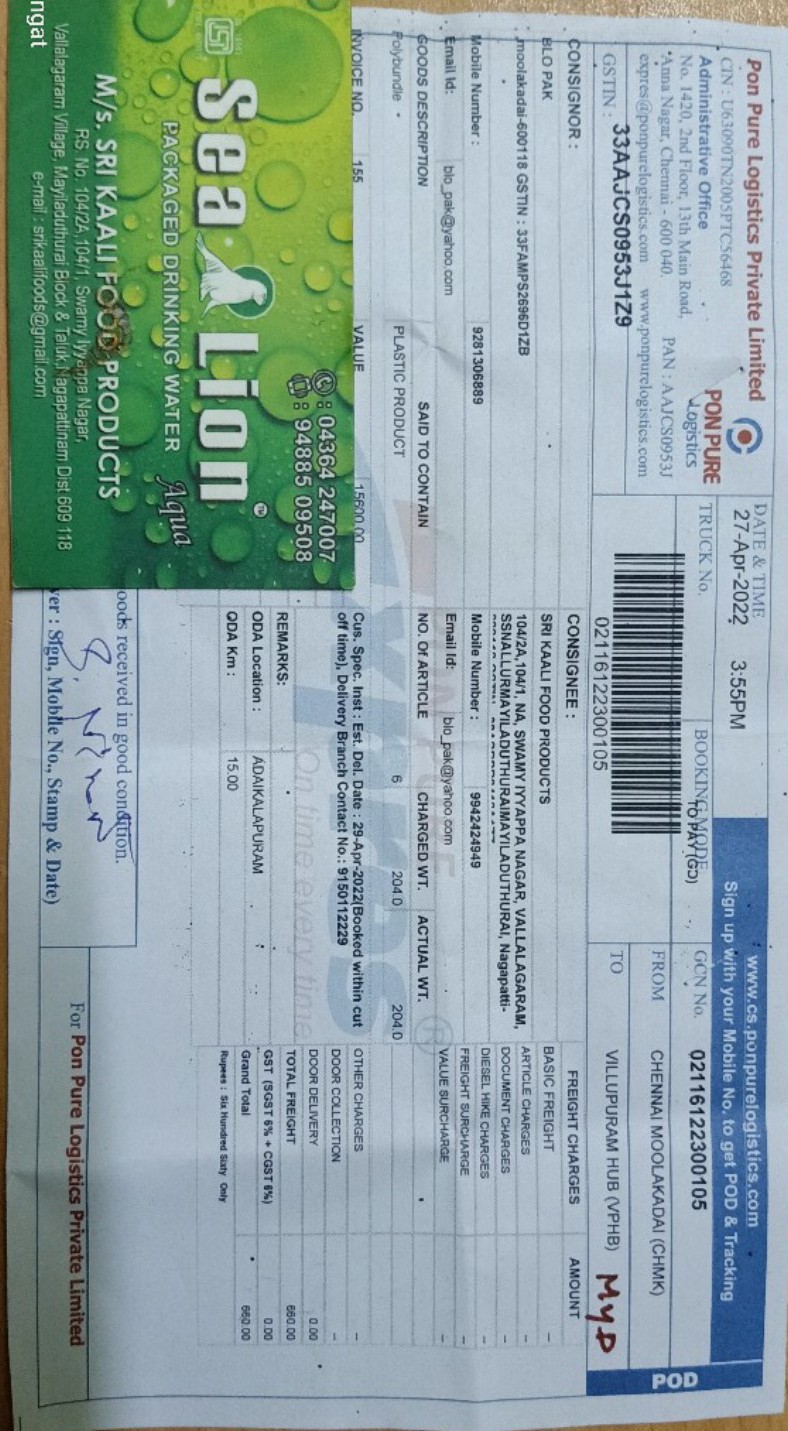 Pon Pure Logistics Private Limited
CIN : U63090TN2005PTC56468
Administrative Office
No. 1420, 2nd Floor, 13th Main Road,
Anna Nagar, Chennai - 600 040.
PAN : AAJCS0953J
expres@ponpurelogistics.com www.ponpurelogistics.com
GSTIN : 33AAJCS0953J1Z9
PON PURE
Logistics
DATE & TIME
27-Apr-2022 3:55PM
TRUCK No.
BOOKING MODE
TO PAY (GD)
www.cs.ponpurelogistics.com
Sign up with your Mobile No. to get POD & Tracking
GCN No. 02116122300105
FROM CHENNAI MOOLAKADAI (CHMK)
TO VILLUPURAM HUB (VPHB) MYD
POD
02116122300105
CONSIGNOR :
BLO PAK
moolakadai-600118 GSTIN : 33FAMPS2696D1ZB
Mobile Number : 9281306889
Email Id: blo_pak@yahoo.com
CONSIGNEE :
SRI KAALI FOOD PRODUCTS
104/2A,104/1, NA, SWAMY IYYAPPA NAGAR, VALLALAGARAM,
SSNALLURMAYILADUTHURAIMAYILADUTHURAI, Nagapatti-
Mobile Number : 9942424949
Email Id: blo_pak@yahoo.com
FREIGHT CHARGES AMOUNT
BASIC FREIGHT –
ARTICLE CHARGES –
DOCUMENT CHARGES –
DIESEL HIKE CHARGES –
FREIGHT SURCHARGE –
VALUE SURCHARGE –
GOODS DESCRIPTION SAID TO CONTAIN NO. Of ARTICLE CHARGED WT. ACTUAL WT.
Polybundle PLASTIC PRODUCT 6 204.0 204.0
INVOICE NO. 155 VALUE 15600.00
Cus. Spec. Inst : Est. Del. Date : 29-Apr-2022(Booked within cut
off time), Delivery Branch Contact No.: 9150112229
REMARKS:
ODA Location : ADAIKALAPURAM
ODA Km : 15.00
On time every time
OTHER CHARGES –
DOOR COLLECTION –
DOOR DELIVERY 0.00
TOTAL FREIGHT 660.00
GST (SGST 6% + CGST 6%) 0.00
Grand Total 660.00
Rupees : Six Hundred Sixty Only
oods received in good condition.
ver : Sign, Mobile No., Stamp & Date)
For Pon Pure Logistics Private Limited
: 04364 247007
: 94885 09508
Sea Lion TM
PACKAGED DRINKING WATER Aqua
M/s. SRI KAALI FOOD PRODUCTS
RS. No. 104/2A,104/1, Swamy Iyyappa Nagar,
Vallalagaram Village, Mayiladuthurai Block & Taluk, Nagapattinam Dist 609 118
e-mail : srikaalifoods@gmail.com
ngat